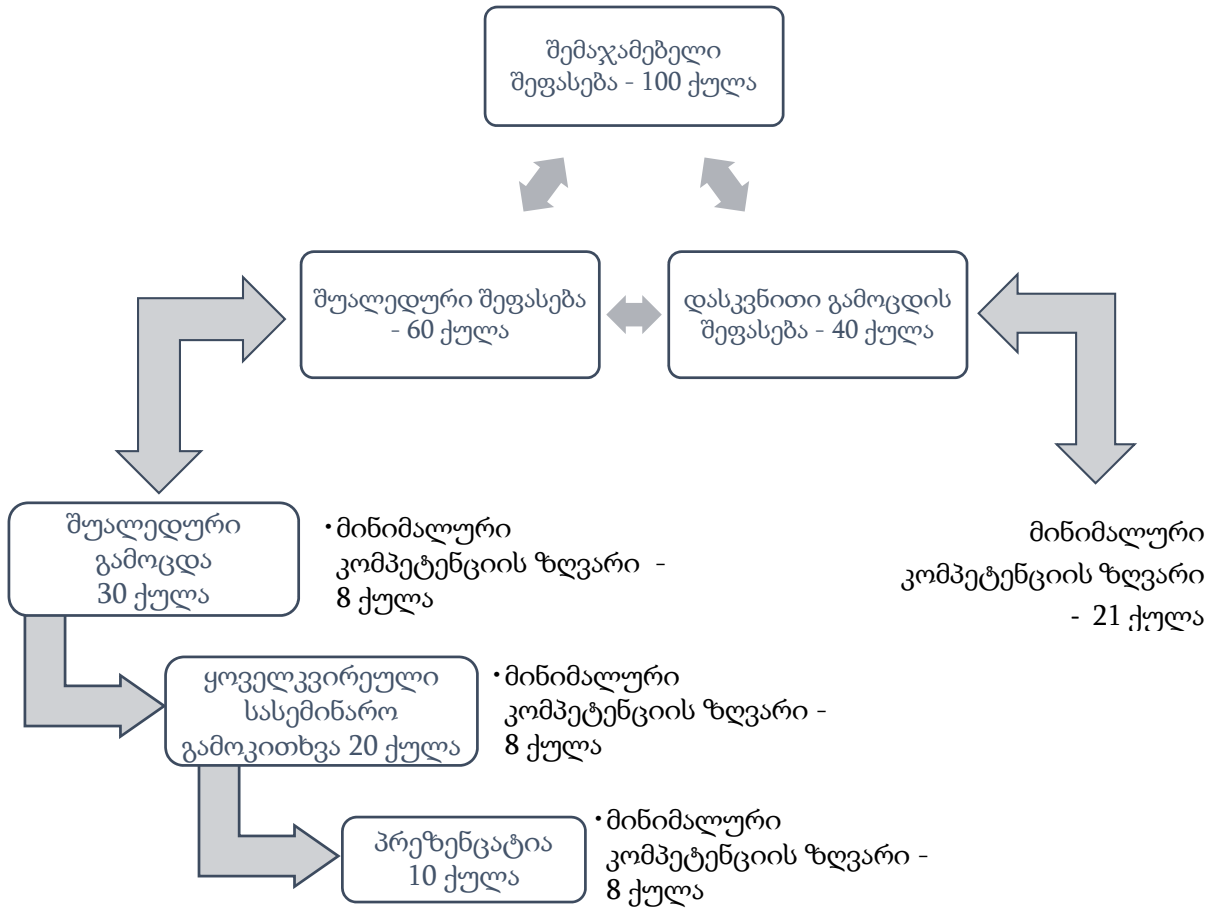 შემაჯამებელი
შეფასება - 100 ქულა
შუალედური შეფასება
- 60 ქულა
დასკვნითი გამოცდის
შეფასება - 40 ქულა
შუალედური
გამოცდა
30 ქულა
• მინიმალური
კომპეტენციის ზღვარი -
8 ქულა
მინიმალური
კომპეტენციის ზღვარი
- 21 ქულა
ყოველკვირეული
სასემინარო
გამოკითხვა 20 ქულა
• მინიმალური
კომპეტენციის ზღვარი -
8 ქულა
პრეზენცატია
10 ქულა
• მინიმალური
კომპეტენციის ზღვარი -
8 ქულა